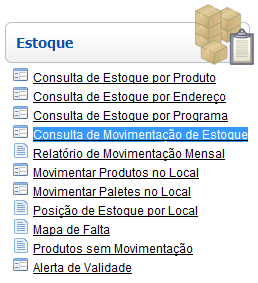 Estoque
Consulta de Estoque por Produto
Consulta de Estoque por Endereço
Consulta de Estoque por Programa
Consulta de Movimentação de Estoque
Relatório de Movimentação Mensal
Movimentar Produtos no Local
Movimentar Paletes no Local
Posição de Estoque por Local
Mapa de Falta
Produtos sem Movimentação
Alerta de Validade